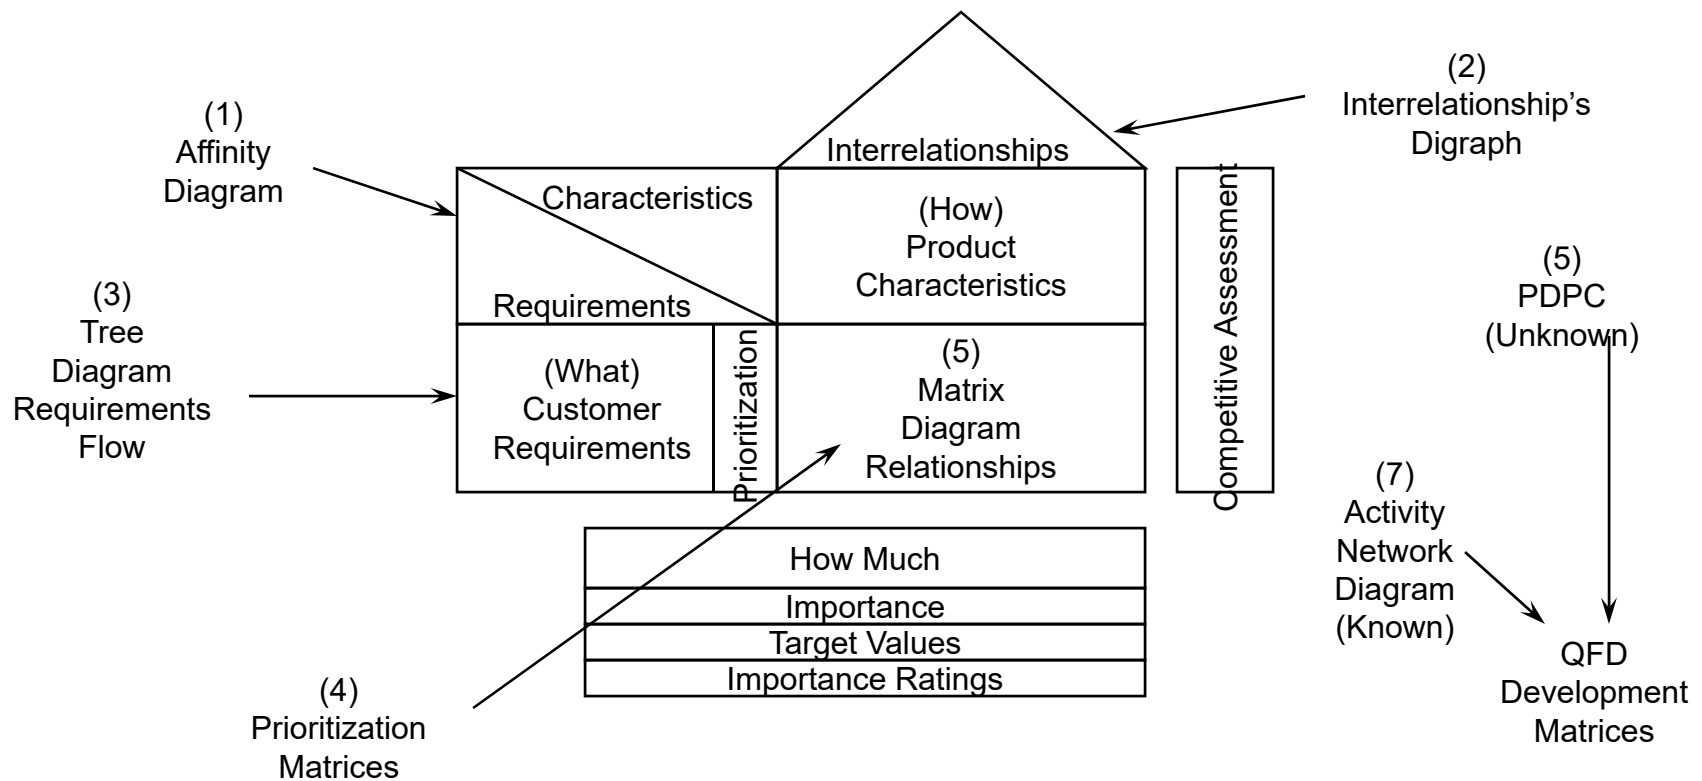 (1)
Affinity
Diagram
(2)
Interrelationship’s
Digraph
Interrelationships
Characteristics
Requirements
(How)
Product
Characteristics
Competitive Assessment
(3)
Tree
Diagram
Requirements
Flow
(What)
Customer
Requirements
Prioritization
(5)
Matrix
Diagram
Relationships
(5)
PDPC
(Unknown)
(7)
Activity
Network
Diagram
(Known)
How Much
Importance
Target Values
Importance Ratings
(4)
Prioritization
Matrices
QFD
Development
Matrices